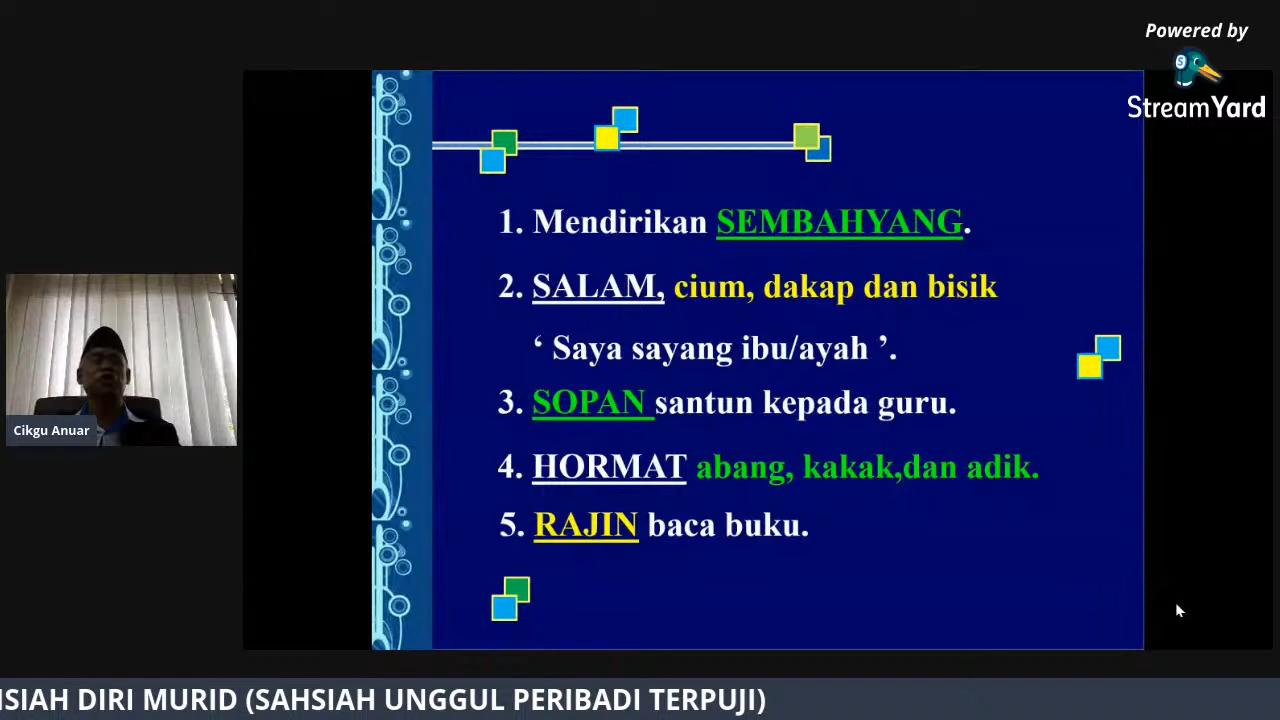 Powered by
StreamYard
1. Mendirikan SEMBAHYANG.
2. SALAM, cium, dakap dan bisik
‘ Saya sayang ibu/ayah ’.
3. SOPAN santun kepada guru.
4. HORMAT abang, kakak,dan adik.
5. RAJIN baca buku.
Cikgu Anuar
SIAH DIRI MURID (SAHSIAH UNGGUL PERIBADI TERPUJI)